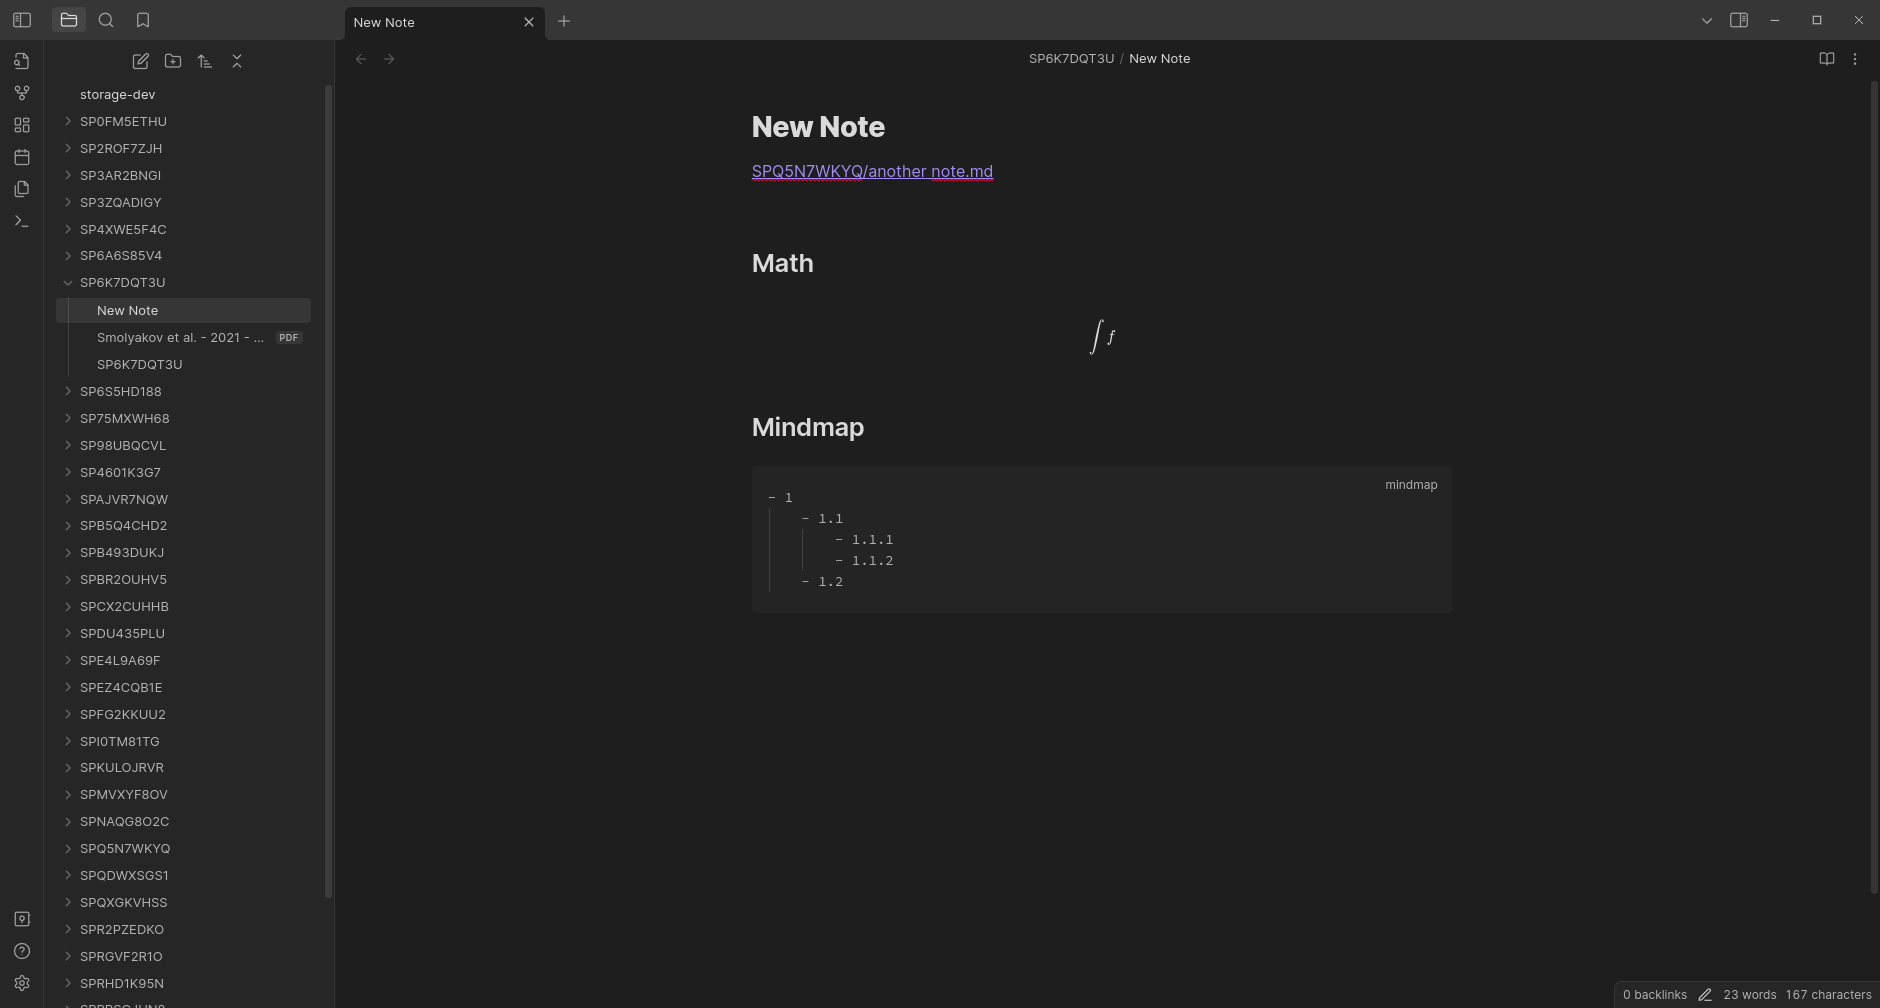 New Note
SP6K7DQT3U / New Note
storage-dev
SP0FM5ETHU
SP2ROF7ZJH
SP3AR2BNGI
SP3ZQADIGY
SP4XWE5F4C
SP6A6S85V4
SP6K7DQT3U
New Note
Smolyakov et al. - 2021 - ... PDF
SP6K7DQT3U
SP6S5HD188
SP75MXWH68
SP98UBQCVL
SP4601K3G7
SPAJVR7NQW
SPB5Q4CHD2
SPB493DUKJ
SPBR2OUHV5
SPCX2CUHHB
SPDU435PLU
SPE4L9A69F
SPEZ4CQB1E
SPFG2KKUU2
SPI0TM81TG
SPKULOJRVR
SPMVXYF8OV
SPNAQG8O2C
SPQ5N7WKYQ
SPQDWXSGS1
SPQXGKVHSS
SPR2PZEDKO
SPRGVF2R1O
SPRHD1K95N
New Note
SPQ5N7WKYQ/another note.md
Math
∫ f
Mindmap
mindmap
- 1
- 1.1
- 1.1.1
- 1.1.2
- 1.2
0 backlinks 23 words 167 characters